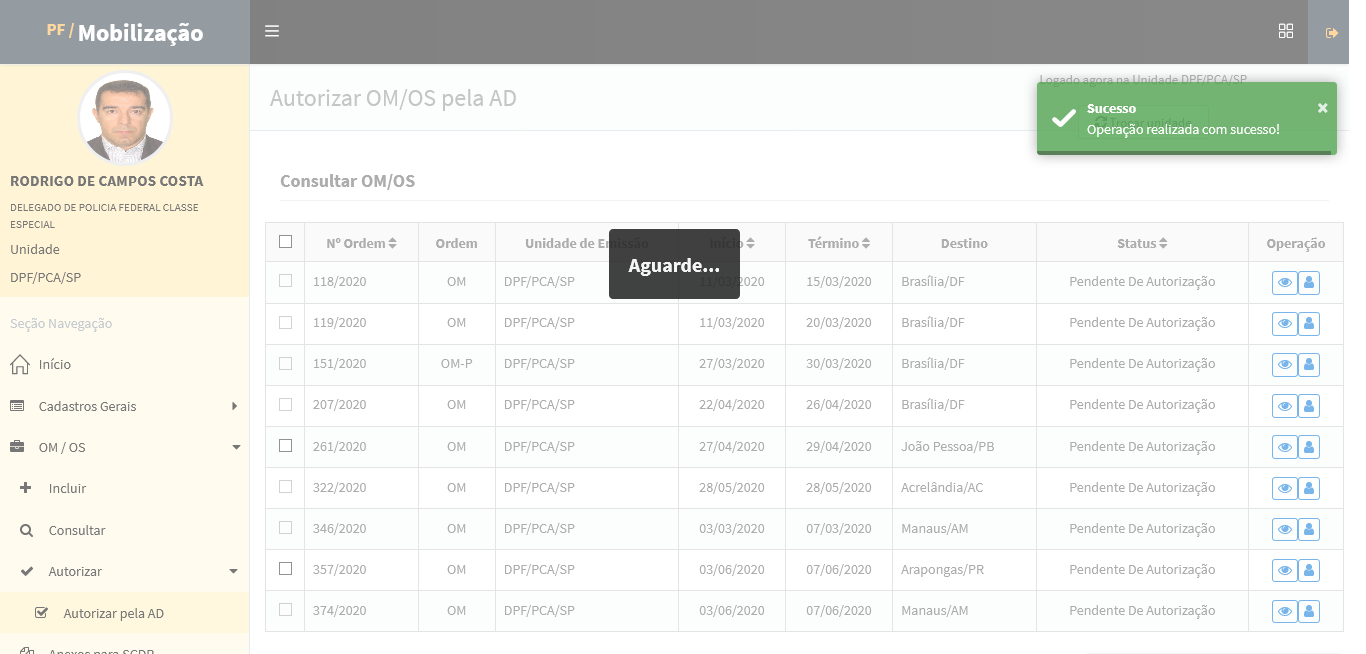 PF / Mobilização
Logado agora na Unidade DPF/PCA/SP
Autorizar OM/OS pela AD
Sucesso ×
Operação realizada com sucesso!
Trocar unidade
RODRIGO DE CAMPOS COSTA
DELEGADO DE POLICIA FEDERAL CLASSE
ESPECIAL
Unidade
DPF/PCA/SP
Seção Navegação
Início
Cadastros Gerais
OM / OS
Incluir
Consultar
Autorizar
Autorizar pela AD
Anexos para SCDP
Consultar OM/OS
Nº Ordem Ordem Unidade de Emissão Início Término Destino Status Operação
Aguarde...
118/2020 OM DPF/PCA/SP 11/03/2020 15/03/2020 Brasília/DF Pendente De Autorização
119/2020 OM DPF/PCA/SP 11/03/2020 20/03/2020 Brasília/DF Pendente De Autorização
151/2020 OM-P DPF/PCA/SP 27/03/2020 30/03/2020 Brasília/DF Pendente De Autorização
207/2020 OM DPF/PCA/SP 22/04/2020 26/04/2020 Brasília/DF Pendente De Autorização
261/2020 OM DPF/PCA/SP 27/04/2020 29/04/2020 João Pessoa/PB Pendente De Autorização
322/2020 OM DPF/PCA/SP 28/05/2020 28/05/2020 Acrelândia/AC Pendente De Autorização
346/2020 OM DPF/PCA/SP 03/03/2020 07/03/2020 Manaus/AM Pendente De Autorização
357/2020 OM DPF/PCA/SP 03/06/2020 07/06/2020 Arapongas/PR Pendente De Autorização
374/2020 OM DPF/PCA/SP 03/06/2020 07/06/2020 Manaus/AM Pendente De Autorização